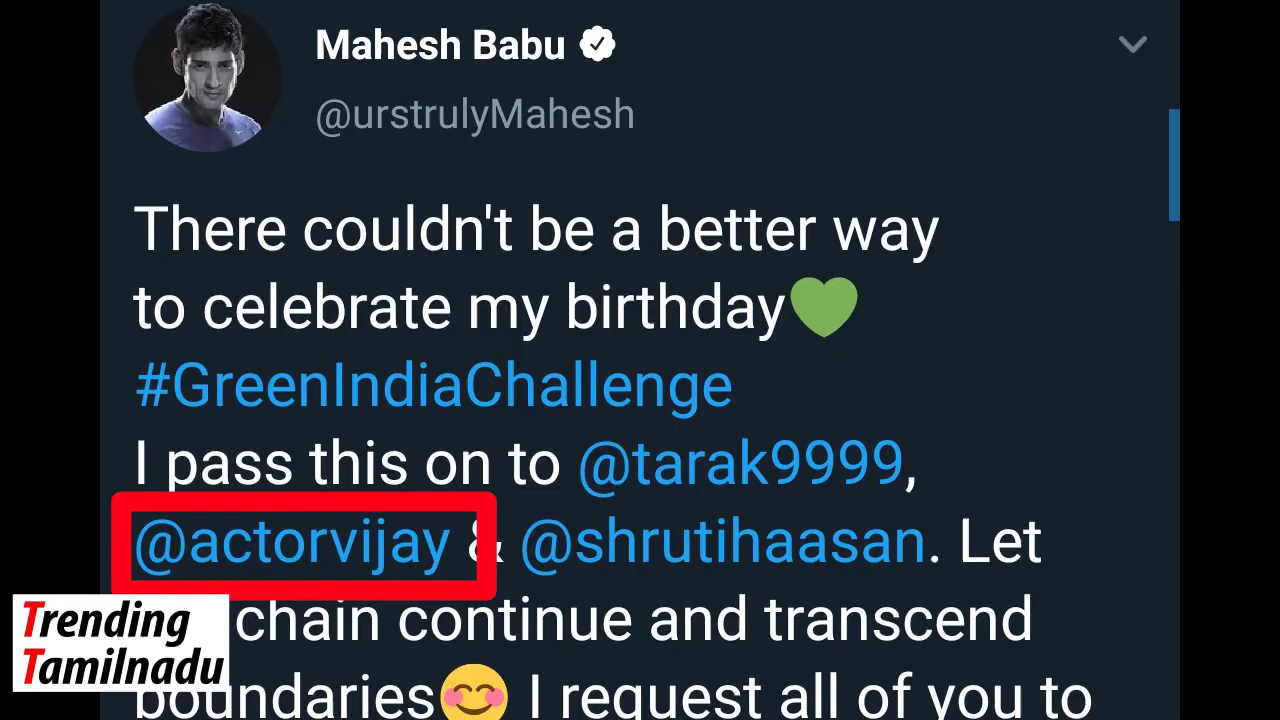 Mahesh Babu
@urstrulyMahesh
There couldn't be a better way
to celebrate my birthday💚
#GreenIndiaChallenge
I pass this on to @tarak9999,
@actorvijay & @shrutihaasan. Let
chain continue and transcend
boundaries😊 I request all of you to
Trending
Tamilnadu